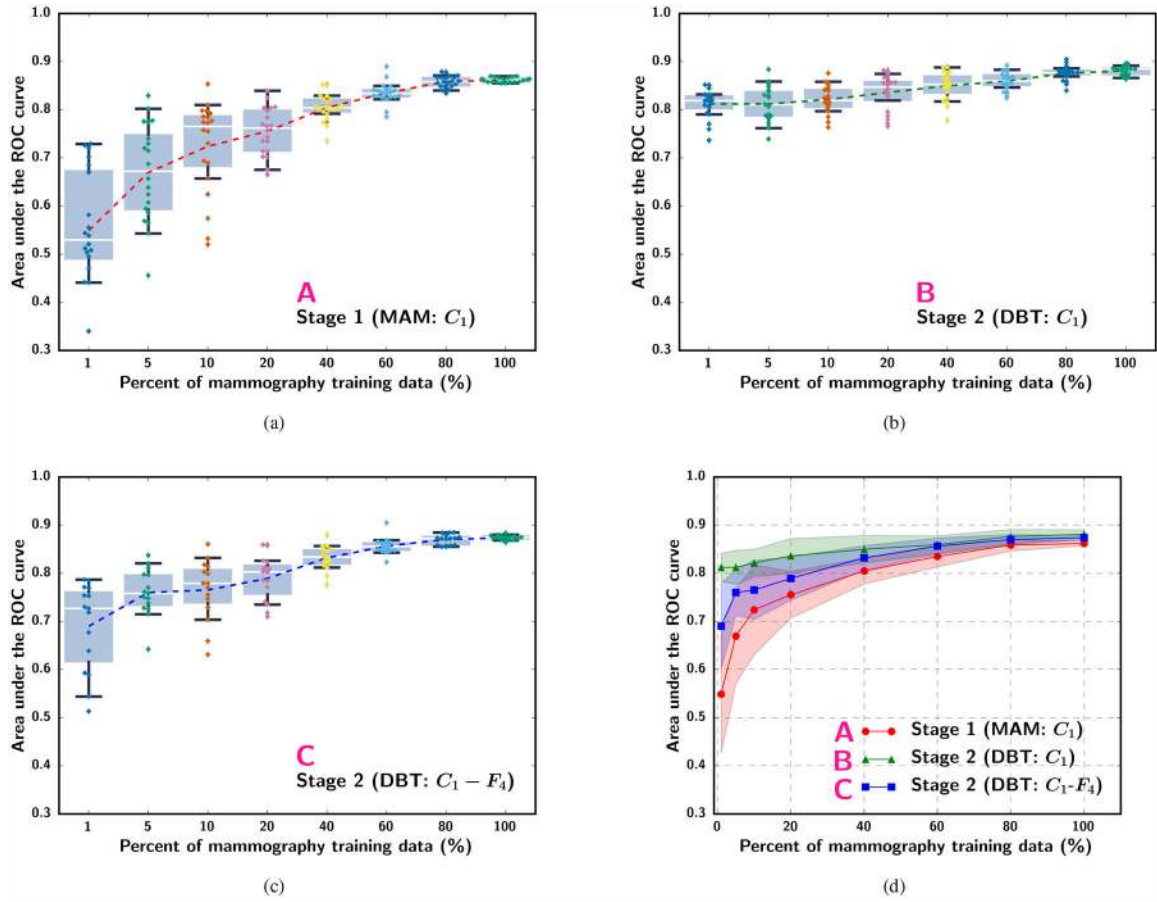 1.0
0.9
0.8
0.7
0.6
0.5
0.4
0.3
Area under the ROC curve
A
Stage 1 (MAM: C₁)
1 5 10 20 40 60 80 100
Percent of mammography training data (%)
(a)
1.0
0.9
0.8
0.7
0.6
0.5
0.4
0.3
Area under the ROC curve
B
Stage 2 (DBT: C₁)
1 5 10 20 40 60 80 100
Percent of mammography training data (%)
(b)
1.0
0.9
0.8
0.7
0.6
0.5
0.4
0.3
Area under the ROC curve
C
Stage 2 (DBT: C₁ − F₄)
1 5 10 20 40 60 80 100
Percent of mammography training data (%)
(c)
1.0
0.9
0.8
0.7
0.6
0.5
0.4
0.3
Area under the ROC curve
A Stage 1 (MAM: C₁)
B Stage 2 (DBT: C₁)
C Stage 2 (DBT: C₁-F₄)
0 20 40 60 80 100
Percent of mammography training data (%)
(d)